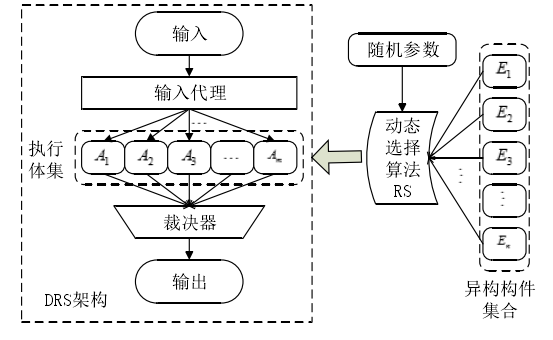 输入
输入代理
执行
体集
A1 A2 A3 ... Am
裁决器
输出
DRS架构
随机参数
动态
选择
算法
RS
E1
E2
E3
En
异构构件
集合